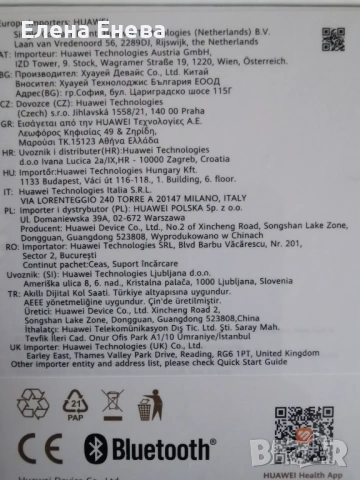 Елена Енева
European Importers: HUAWEI
Technologies (Netherlands) B.V.
Laan van Vredenoord 56, 2289DJ, Rijswijk, the Netherlands
AT: Importeur: Huawei Technologies Austria GmbH,
IZD Tower, 9. Stock, Wagramer Straße 19, 1220 Wien, Österreich.
BG: Производител: Хуауей Девайс Ко., Лтд. Китай
Вносител: Хуауей Технолоджис България ЕООД
Адрес(BG): гр.София, бул. Цариградско шосе 115Г
CZ: Dovozce (CZ): Huawei Technologies
(Czech) s.r.o. Jihlavská 1558/21, 140 00 Praha
GR: Εισάγεται από την HUAWEI Τεχνολογίες Α.Ε.
Λεωφόρος Κηφισίας 49 & Ζηρίδη,
Μαρούσι ΤΚ.15123 Αθήνα Ελλάδα
HR: Uvoznik i distributer(HR):Huawei Technologies
d.o.o Ivana Lucica 2a/IX,HR - 10000 Zagreb, Croatia
HU: Importőr:Huawei Technologies Hungary Kft.
1133 Budapest, Váci út 116-118., 1. Building, 6. floor.
IT: Huawei Technologies Italia S.R.L.
VIA LORENTEGGIO 240 TORRE A 20147 MILANO, ITALY
PL: Importer i dystrybutor (PL): HUAWEI POLSKA Sp. z o.o.
Ul. Domaniewska 39A, 02-672 Warszawa
Producent: Huawei Device Co., Ltd., No.2 of Xincheng Road, Songshan Lake Zone,
Dongguan, Guangdong 523808, Wyprodukowano w Chinach
RO: Importator: Huawei Technologies SRL, Blvd Barbu Văcărescu, Nr. 201,
Sector 2, București
Continut pachet:Ceas, Suport încărcare
Uvoznik: (SI): Huawei Technologies Ljubljana d.o.o.
Ameriška ulica 8, 6. nad., Kristalna palača, 1000 Ljubljana, Slovenia
TR: Akıllı Dijital Kol Saati. Türkiye altyapısına uygundur.
AEEE yönetmeliğine uygundur. Çin'de üretilmiştir.
Üretici: Huawei Device Co., Ltd. Xincheng Road 2,
Songshan Lake Zone, Dongguan, Guangdong 523808,China
İthalatçı: Huawei Telekomünikasyon Dış Tic. Ltd. Saray Mah.
Tevfik İleri Cad. Onur Ofis Park A1/10 Ümraniye/İstanbul
UK Importer: Huawei Technologies (UK) Co., Ltd.
Earley East, Thames Valley Park Drive, Reading, RG6 1PT, United Kingdom
Other importer entity and address list, please check Quick Start Guide
21
PAP
CE Bluetooth®
HUAWEI Health App
Huawei Device Co., Ltd.
bazar